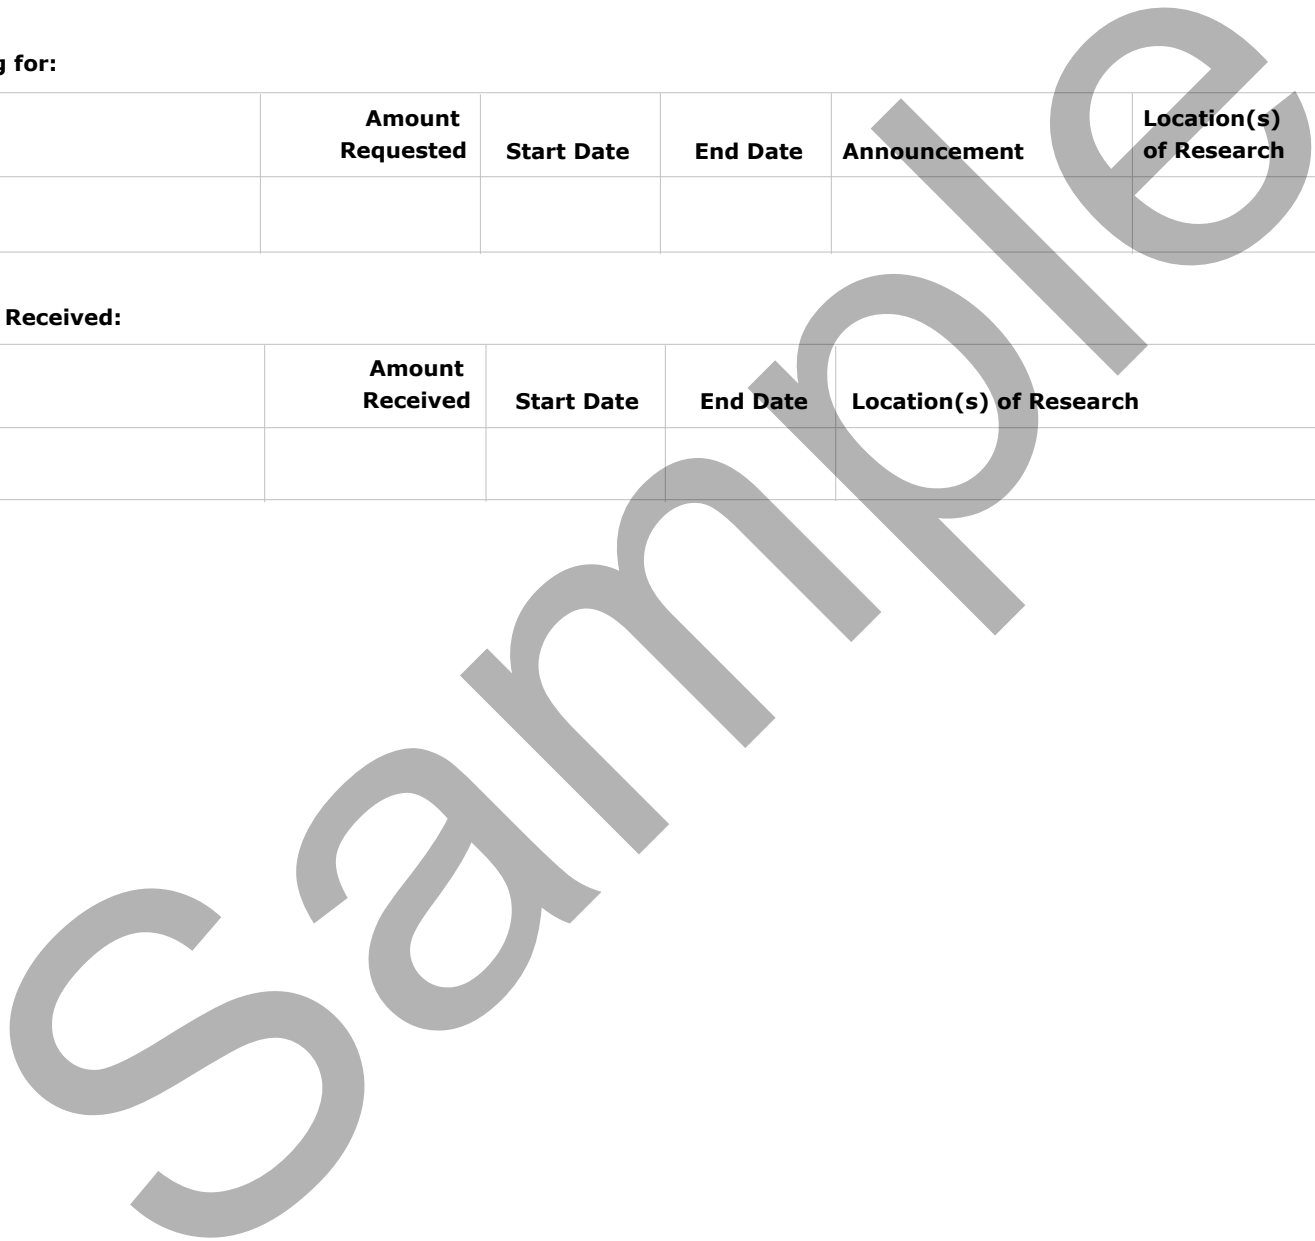 g for:
Amount
Requested Start Date End Date Announcement Location(s)
of Research
Received:
Amount
Received Start Date End Date Location(s) of Research
Sample